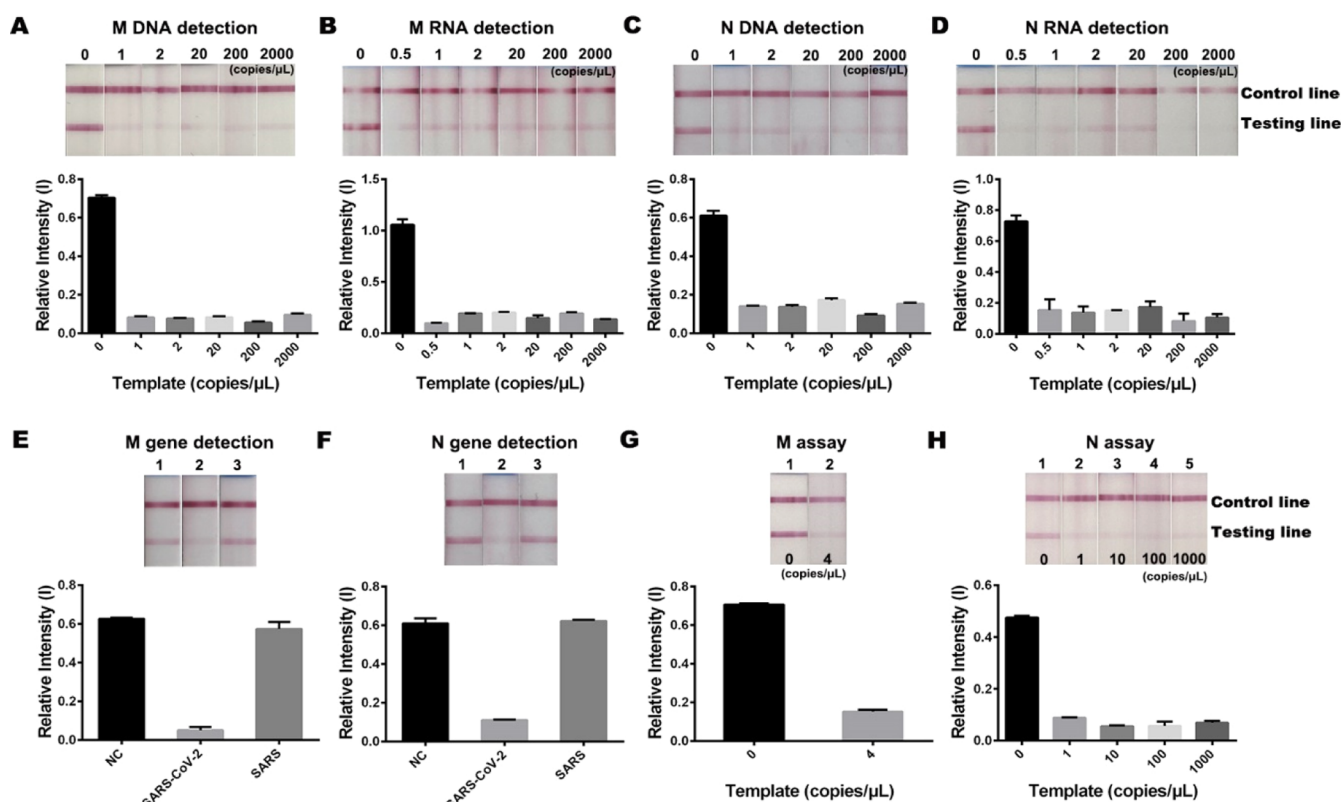 A
M DNA detection
0 1 2 20 200 2000
(copies/µL)
Relative Intensity (I)
0.8
0.6
0.4
0.2
0.0
0 1 2 20 200 2000
Template (copies/µL)
B
M RNA detection
0 0.5 1 2 20 200 2000
(copies/µL)
Relative Intensity (I)
1.5
1.0
0.5
0.0
0 0.5 1 2 20 200 2000
Template (copies/µL)
C
N DNA detection
0 1 2 20 200 2000
(copies/µL)
Relative Intensity (I)
0.8
0.6
0.4
0.2
0.0
0 1 2 20 200 2000
Template (copies/µL)
D
N RNA detection
0 0.5 1 2 20 200 2000
(copies/µL)
Control line
Testing line
Relative Intensity (I)
1.0
0.8
0.6
0.4
0.2
0.0
0 0.5 1 2 20 200 2000
Template (copies/µL)
E
M gene detection
1 2 3
Relative Intensity (I)
0.8
0.6
0.4
0.2
0.0
NC SARS-CoV-2 SARS
F
N gene detection
1 2 3
Relative Intensity (I)
0.8
0.6
0.4
0.2
0.0
NC SARS-CoV-2 SARS
G
M assay
1 2
0 4
(copies/µL)
Relative Intensity (I)
0.8
0.6
0.4
0.2
0.0
0 4
Template (copies/µL)
H
N assay
1 2 3 4 5
Control line
Testing line
0 1 10 100 1000
(copies/µL)
Relative Intensity (I)
0.6
0.4
0.2
0.0
0 1 10 100 1000
Template (copies/µL)